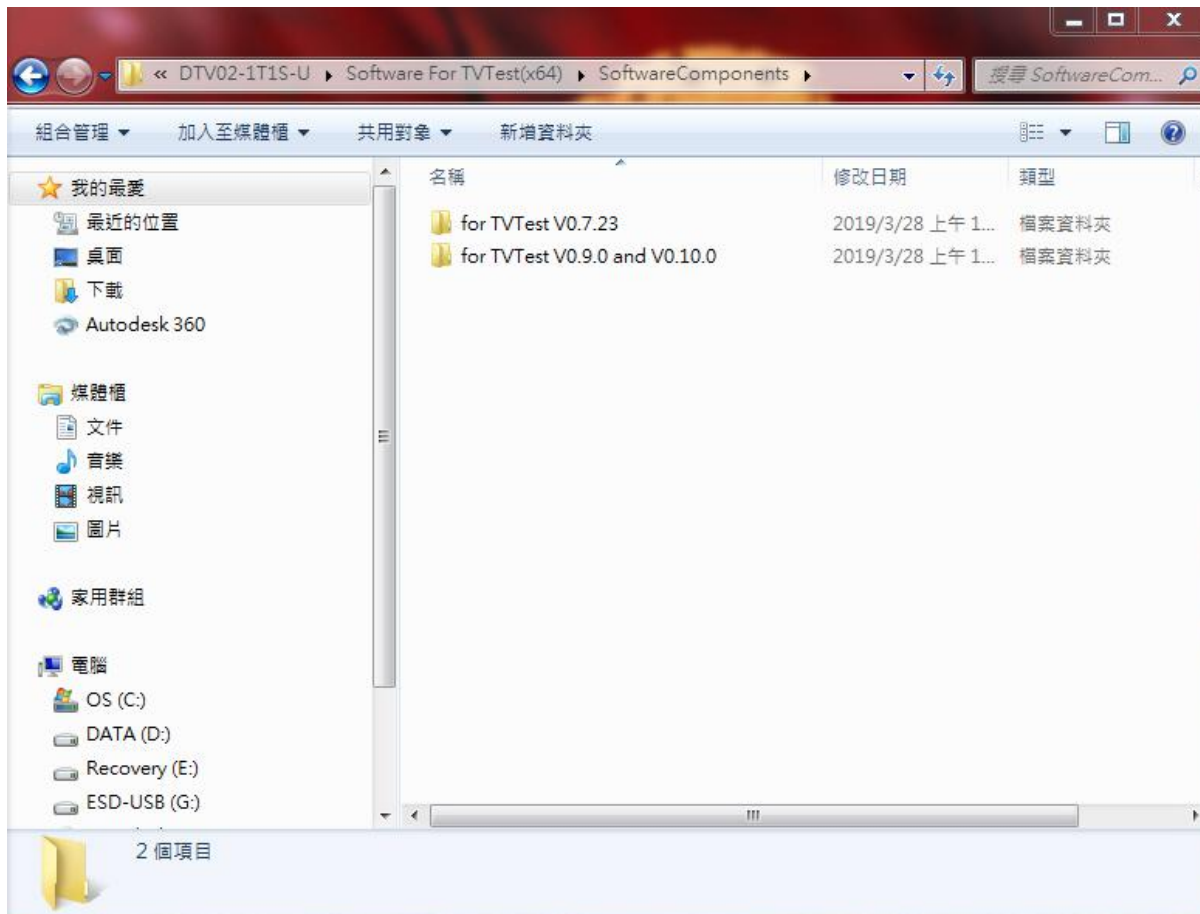 « DTV02-1T1S-U ▸ Software For TVTest(x64) ▸ SoftwareComponents ▸
搜尋 SoftwareCom...
組合管理 加入至媒體櫃 共用對象 新增資料夾
名稱 修改日期 類型
for TVTest V0.7.23 2019/3/28 上午 1... 檔案資料夾
for TVTest V0.9.0 and V0.10.0 2019/3/28 上午 1... 檔案資料夾
我的最愛
最近的位置
桌面
下載
Autodesk 360
媒體櫃
文件
音樂
視訊
圖片
家用群組
電腦
OS (C:)
DATA (D:)
Recovery (E:)
ESD-USB (G:)
2 個項目